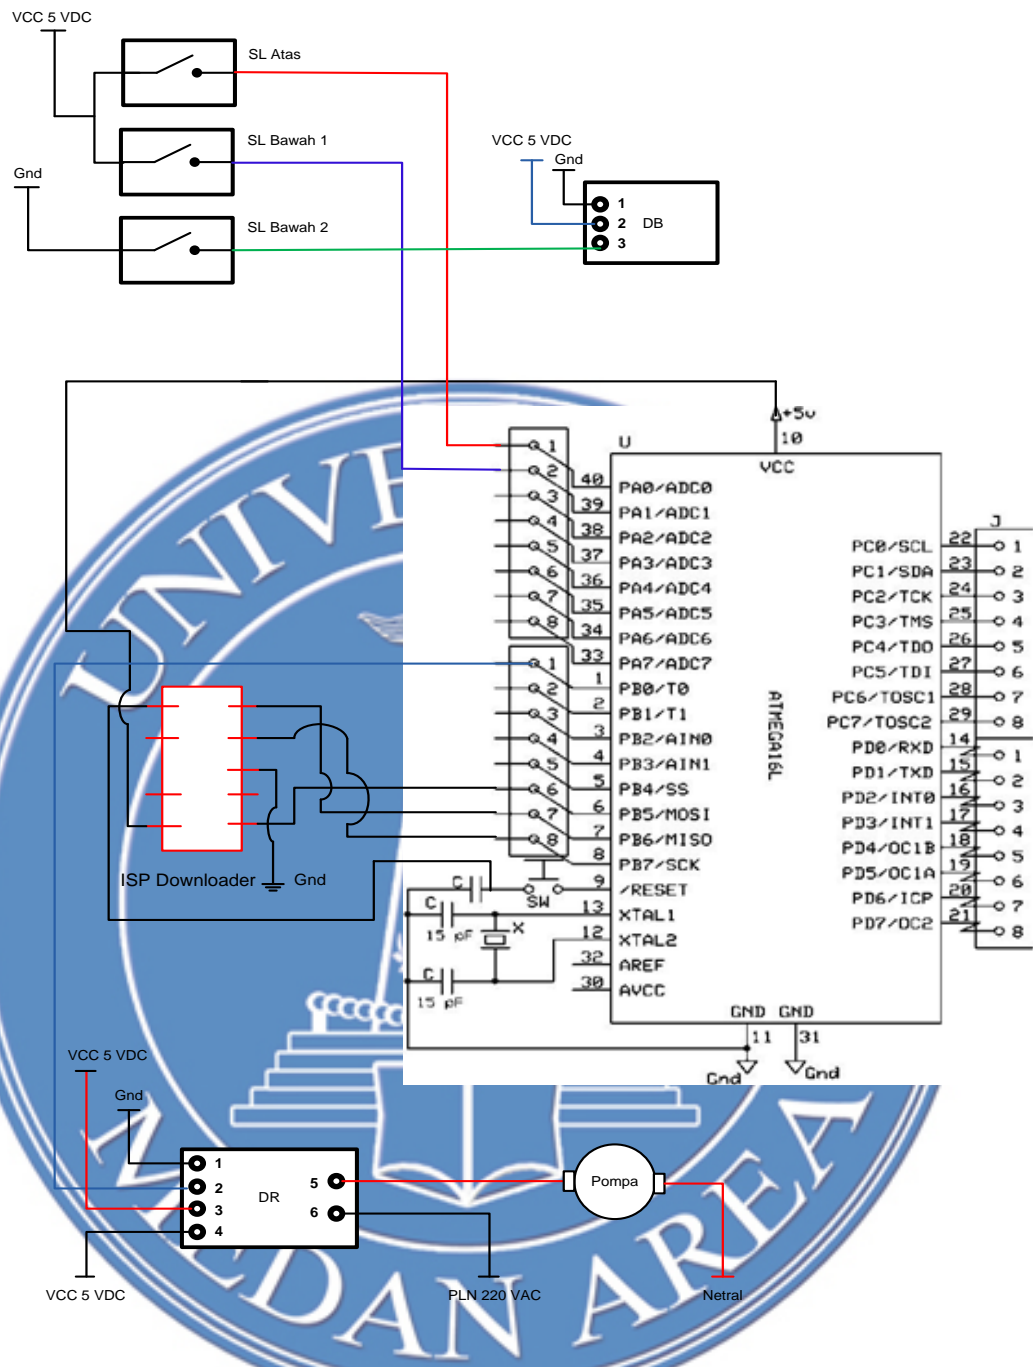 VCC 5 VDC
SL Atas
SL Bawah 1
VCC 5 VDC
Gnd
Gnd
SL Bawah 2
1
2
3
DB
+5v
10
VCC
U
J
1
2
3
4
5
6
7
8
40 PA0/ADC0
39 PA1/ADC1
38 PA2/ADC2
37 PA3/ADC3
36 PA4/ADC4
35 PA5/ADC5
34 PA6/ADC6
33 PA7/ADC7
1
2
3
4
5
6
7
8
1 PB0/T0
2 PB1/T1
3 PB2/AIN0
4 PB3/AIN1
5 PB4/SS
6 PB5/MOSI
7 PB6/MISO
8 PB7/SCK
9 /RESET
13 XTAL1
12 XTAL2
32 AREF
30 AVCC
ATMEGA16L
PC0/SCL 22 1
PC1/SDA 23 2
PC2/TCK 24 3
PC3/TMS 25 4
PC4/TDO 26 5
PC5/TDI 27 6
PC6/TOSC1 28 7
PC7/TOSC2 29 8
PD0/RXD 14 1
PD1/TXD 15 2
PD2/INT0 16 3
PD3/INT1 17 4
PD4/OC1B 18 5
PD5/OC1A 19 6
PD6/ICP 20 7
PD7/OC2 21 8
ISP Downloader
Gnd
C
SW
C
15 pF
X
C
15 pF
GND GND
11 31
Gnd
Gnd
VCC 5 VDC
Gnd
1
2
3
4
DR
5
6
Pompa
VCC 5 VDC
PLN 220 VAC
Netral
UNIVE
MEDAN AREA